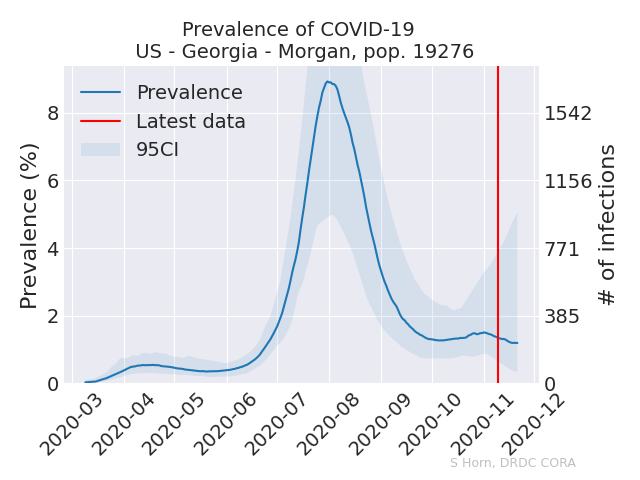 Prevalence of COVID-19
US - Georgia - Morgan, pop. 19276
Prevalence
Latest data
95CI
Prevalence (%)
8
6
4
2
0
1542
1156
771
385
0
# of infections
2020-03
2020-04
2020-05
2020-06
2020-07
2020-08
2020-09
2020-10
2020-11
2020-12
S Horn, DRDC CORA